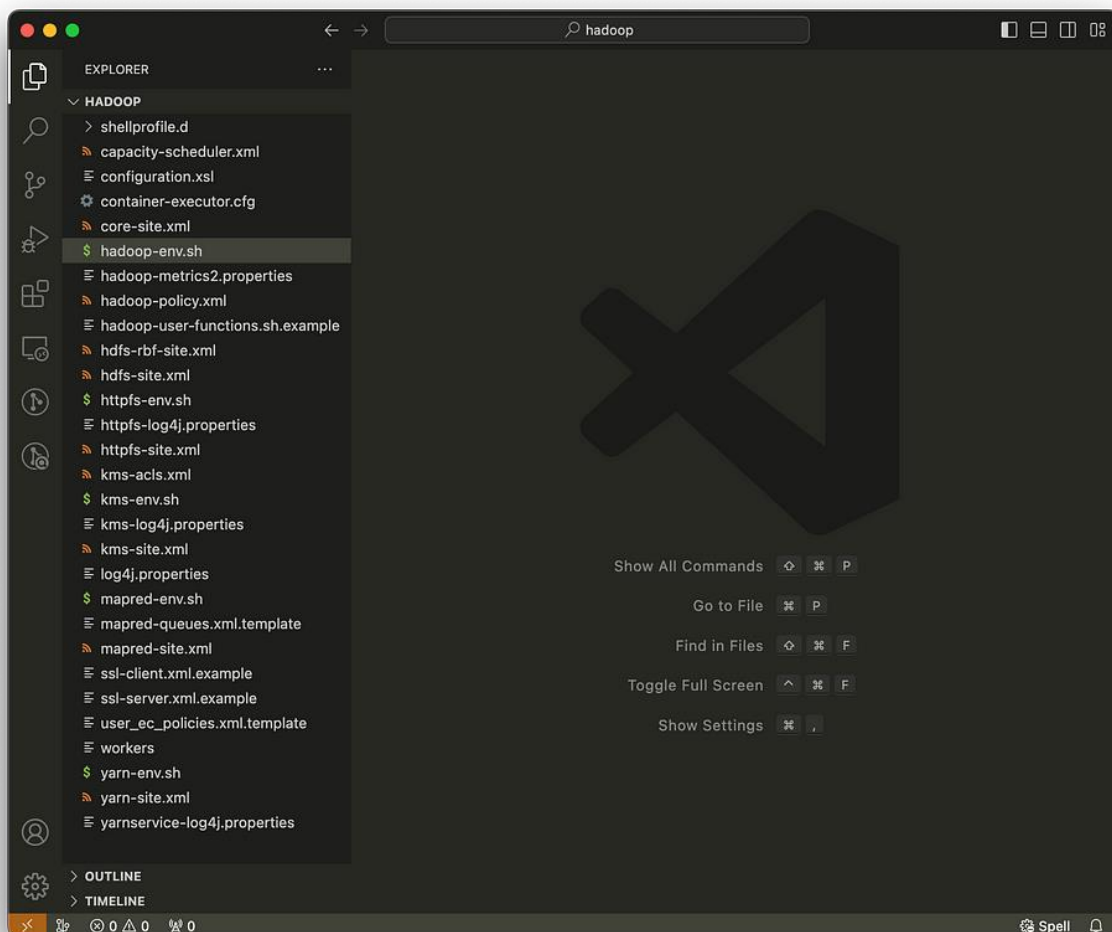 hadoop
EXPLORER
HADOOP
shellprofile.d
capacity-scheduler.xml
configuration.xsl
container-executor.cfg
core-site.xml
$ hadoop-env.sh
hadoop-metrics2.properties
hadoop-policy.xml
hadoop-user-functions.sh.example
hdfs-rbf-site.xml
hdfs-site.xml
$ httpfs-env.sh
httpfs-log4j.properties
httpfs-site.xml
kms-acls.xml
$ kms-env.sh
kms-log4j.properties
kms-site.xml
log4j.properties
$ mapred-env.sh
mapred-queues.xml.template
mapred-site.xml
ssl-client.xml.example
ssl-server.xml.example
user_ec_policies.xml.template
workers
$ yarn-env.sh
yarn-site.xml
yarnservice-log4j.properties
OUTLINE
TIMELINE
Show All Commands ⇧ ⌘ P
Go to File ⌘ P
Find in Files ⇧ ⌘ F
Toggle Full Screen ^ ⌘ F
Show Settings ⌘ ,
0 0 0 Spell